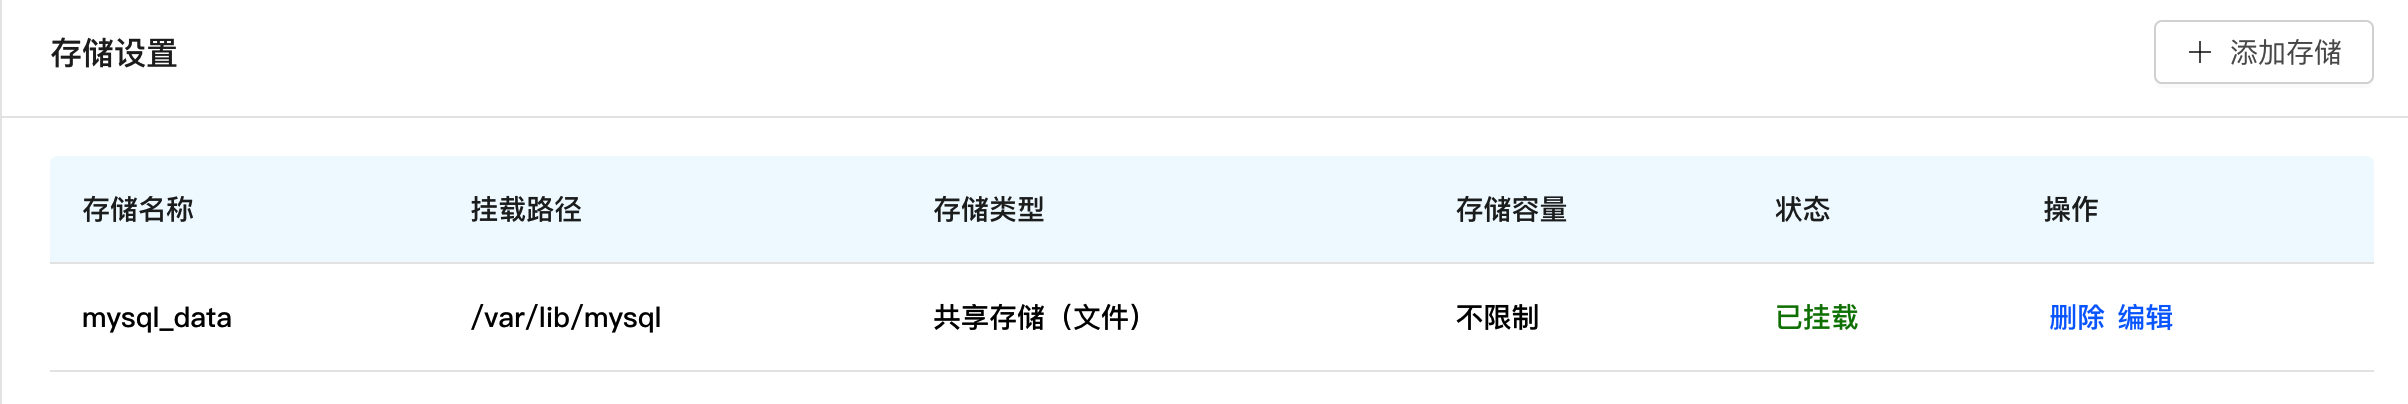 存储设置
添加存储
存储名称 挂载路径 存储类型 存储容量 状态 操作
mysql_data /var/lib/mysql 共享存储（文件） 不限制 已挂载 删除 编辑